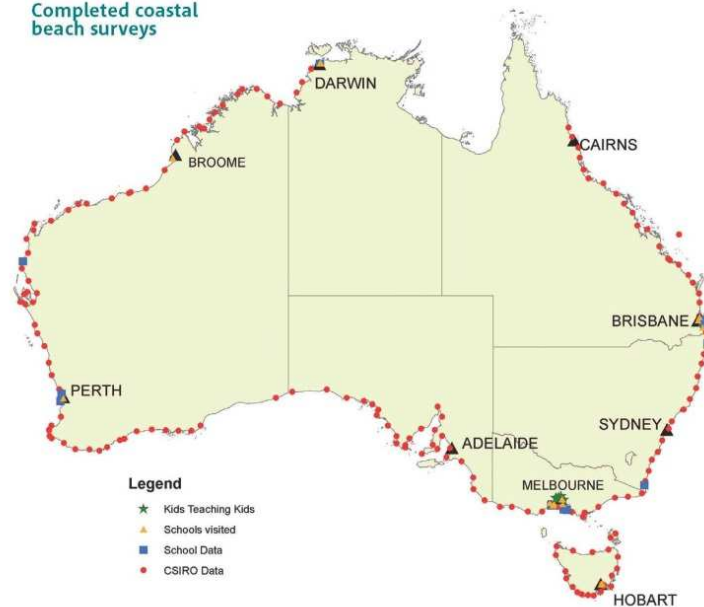 Completed coastal
beach surveys
DARWIN
BROOME
CAIRNS
BRISBANE
PERTH
SYDNEY
ADELAIDE
MELBOURNE
Legend
Kids Teaching Kids
Schools visited
School Data
CSIRO Data
HOBART